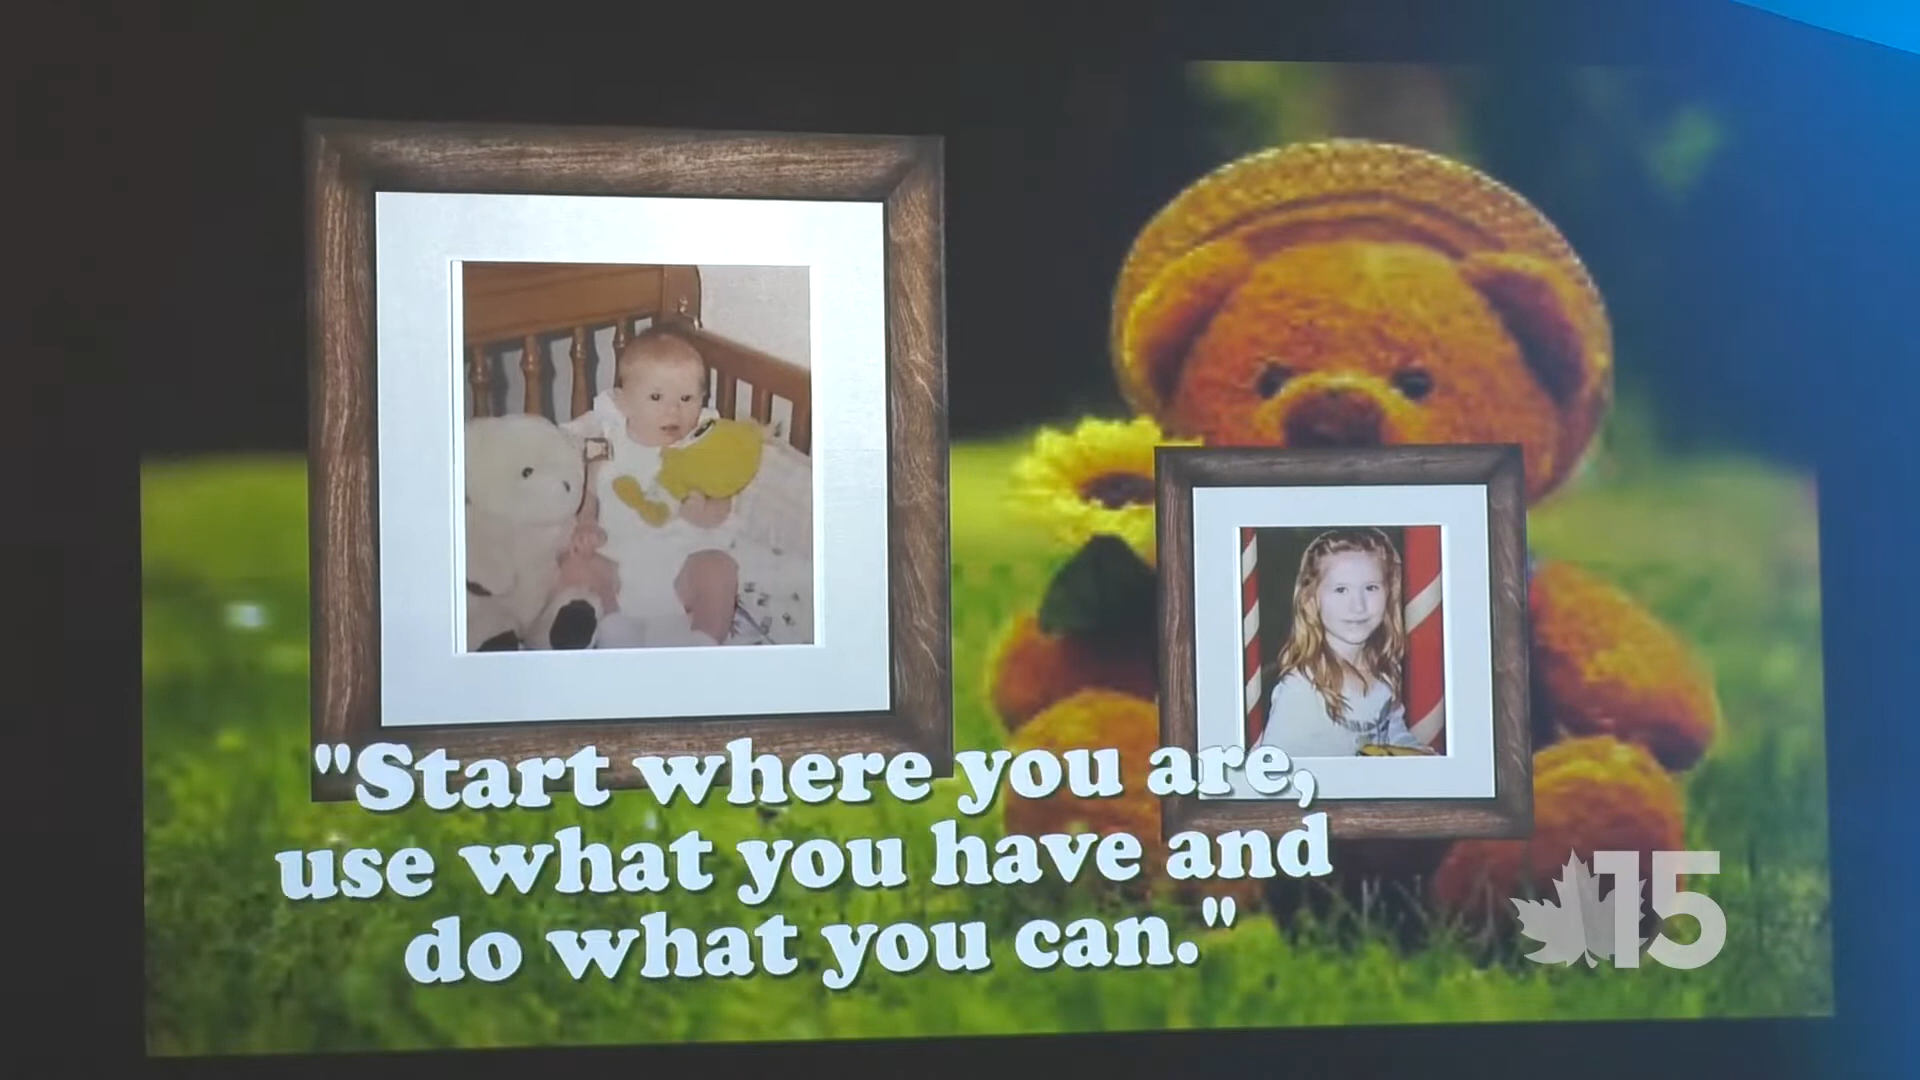 "Start where you are,
use what you have and
do what you can."
15